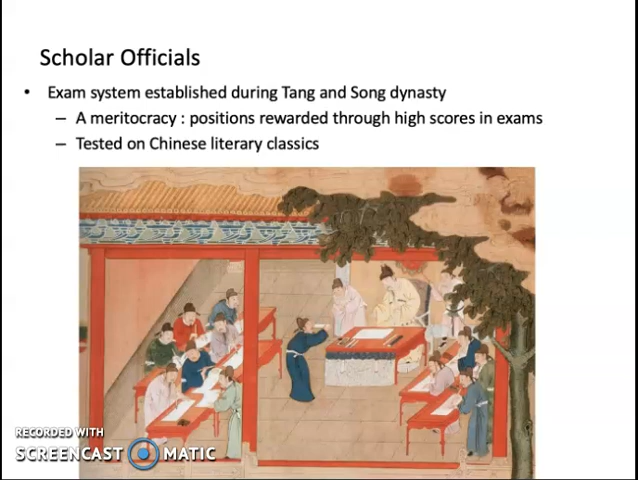 Scholar Officials
• Exam system established during Tang and Song dynasty
– A meritocracy : positions rewarded through high scores in exams
– Tested on Chinese literary classics
RECORDED WITH
SCREENCAST MATIC